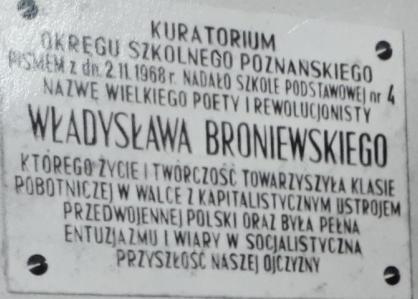 KURATORIUM
OKRĘGU SZKOLNEGO POZNAŃSKIEGO
PISMEM z dn. 2.11.1968 r. NADAŁO SZKOLE PODSTAWOWEJ nr 4
NAZWĘ WIELKIEGO POETY I REWOLUCJONISTY
WŁADYSŁAWA BRONIEWSKIEGO
KTÓREGO ŻYCIE I TWÓRCZOŚĆ TOWARZYSZYŁA KLASIE
ROBOTNICZEJ W WALCE Z KAPITALISTYCZNYM USTROJEM
PRZEDWOJENNEJ POLSKI ORAZ BYŁA PEŁNA
ENTUZJAZMU I WIARY W SOCJALISTYCZNĄ
PRZYSZŁOŚĆ NASZEJ OJCZYZNY